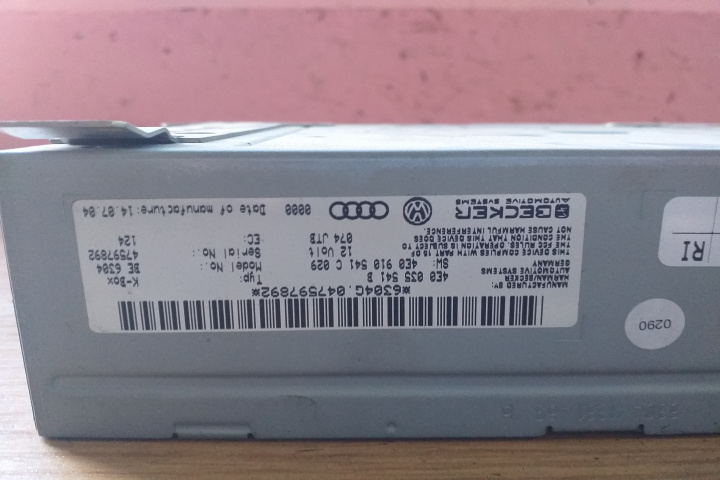 BECKER
AUTOMOTIVE SYSTEMS
0000 Date of manufacture: 14.07.04
MANUFACTURED BY:
HARMAN/BECKER
AUTOMOTIVE SYSTEMS
GERMANY
THIS DEVICE COMPLIES WITH PART 15 OF
THE FCC RULES. OPERATION IS SUBJECT TO
THE CONDITION THAT THIS DEVICE DOES
NOT CAUSE HARMFUL INTERFERENCE.
4E0 035 541 B Typ: K-Box
SW: 4E0 910 541 C 029 Model No.: BE 6304
12 Volt Serial No.: 47597892
074 JTB EC: 124
*6304G.047597892*
RI
0290